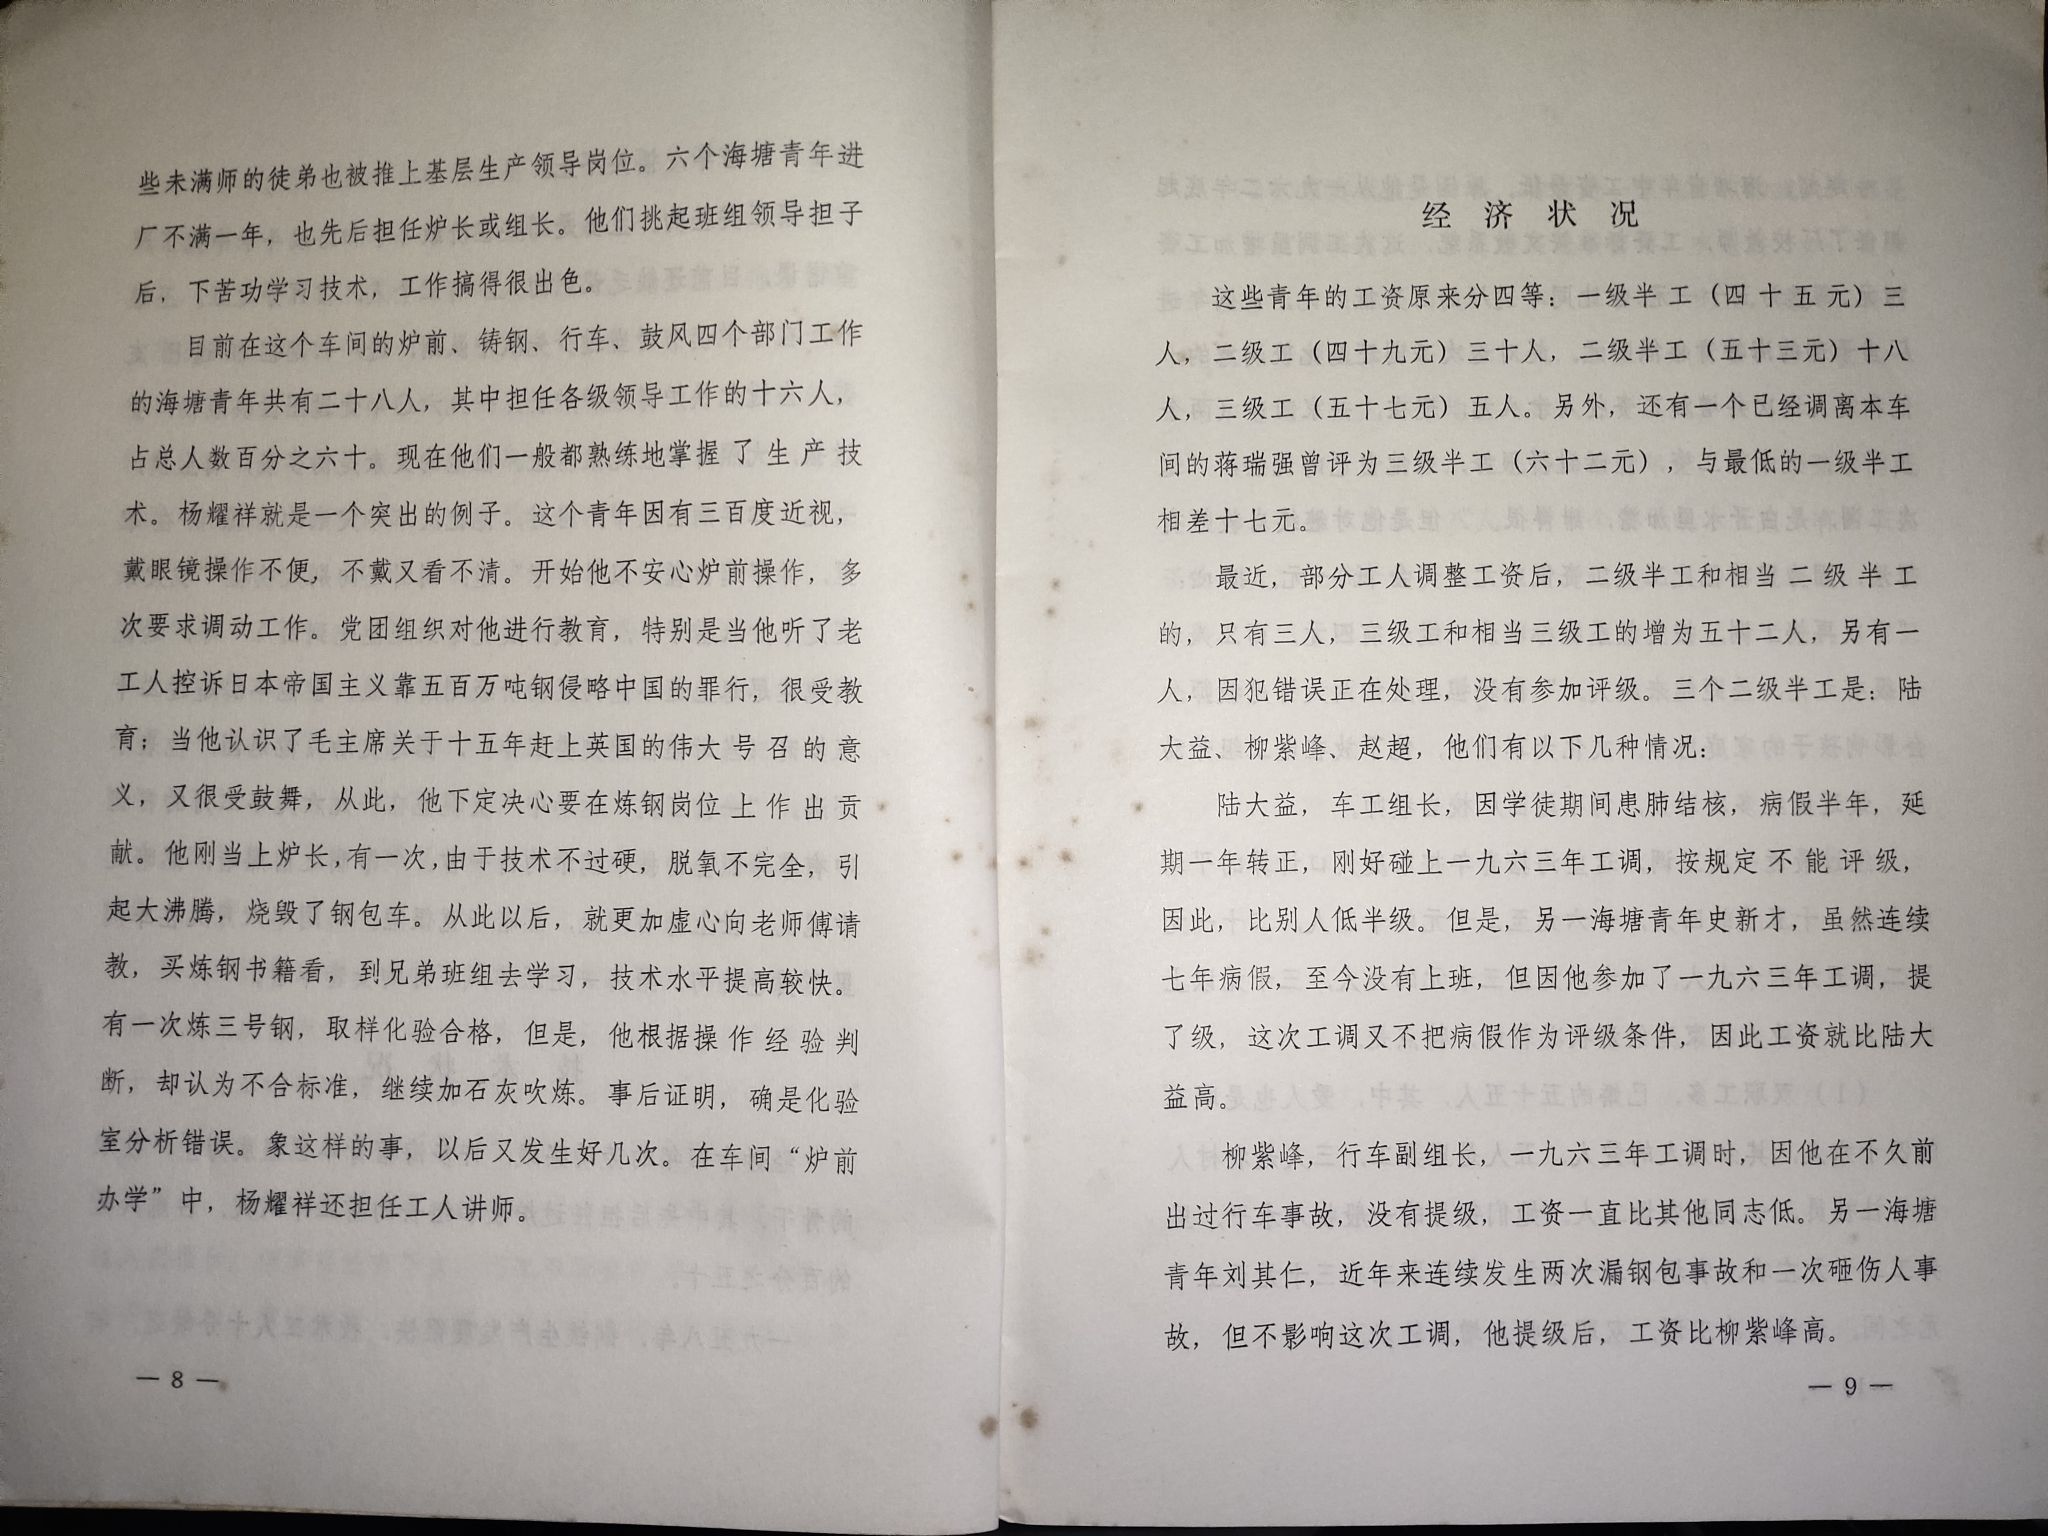 些未满师的徒弟也被推上基层生产领导岗位。六个海塘青年进
厂不满一年，也先后担任炉长或组长。他们挑起班组领导担子
后，下苦功学习技术，工作搞得很出色。
目前在这个车间的炉前、铸钢、行车、鼓风四个部门工作
的海塘青年共有二十八人，其中担任各级领导工作的十六人，
占总人数百分之六十。现在他们一般都熟练地掌握了生产技
术。杨耀祥就是一个突出的例子。这个青年因有三百度近视，
戴眼镜操作不便，不戴又看不清。开始他不安心炉前操作，多
次要求调动工作。党团组织对他进行教育，特别是当他听了老
工人控诉日本帝国主义靠五百万吨钢侵略中国的罪行，很受教
育；当他认识了毛主席关于十五年赶上英国的伟大号召的意
义，又很受鼓舞，从此，他下定决心要在炼钢岗位上作出贡
献。他刚当上炉长，有一次，由于技术不过硬，脱氧不完全，引
起大沸腾，烧毁了钢包车。从此以后，就更加虚心向老师傅请
教，买炼钢书籍看，到兄弟班组去学习，技术水平提高较快。
有一次炼三号钢，取样化验合格，但是，他根据操作经验判
断，却认为不合标准，继续加石灰吹炼。事后证明，确是化验
室分析错误。象这样的事，以后又发生好几次。在车间“炉前
办学”中，杨耀祥还担任工人讲师。
— 8 —
经济状况
这些青年的工资原来分四等：一级半工（四十五元）三
人，二级工（四十九元）三十人，二级半工（五十三元）十八
人，三级工（五十七元）五人。另外，还有一个已经调离本车
间的蒋瑞强曾评为三级半工（六十二元），与最低的一级半工
相差十七元。
最近，部分工人调整工资后，二级半工和相当二级半工
的，只有三人，三级工和相当三级工的增为五十二人，另有一
人，因犯错误正在处理，没有参加评级。三个二级半工是：陆
大益、柳紫峰、赵超，他们有以下几种情况：
陆大益，车工组长，因学徒期间患肺结核，病假半年，延
期一年转正，刚好碰上一九六三年工调，按规定不能评级，
因此，比别人低半级。但是，另一海塘青年史新才，虽然连续
七年病假，至今没有上班，但因他参加了一九六三年工调，提
了级，这次工调又不把病假作为评级条件，因此工资就比陆大
益高。
柳紫峰，行车副组长，一九六三年工调时，因他在不久前
出过行车事故，没有提级，工资一直比其他同志低。另一海塘
青年刘其仁，近年来连续发生两次漏钢包事故和一次砸伤人事
故，但不影响这次工调，他提级后，工资比柳紫峰高。
— 9 —